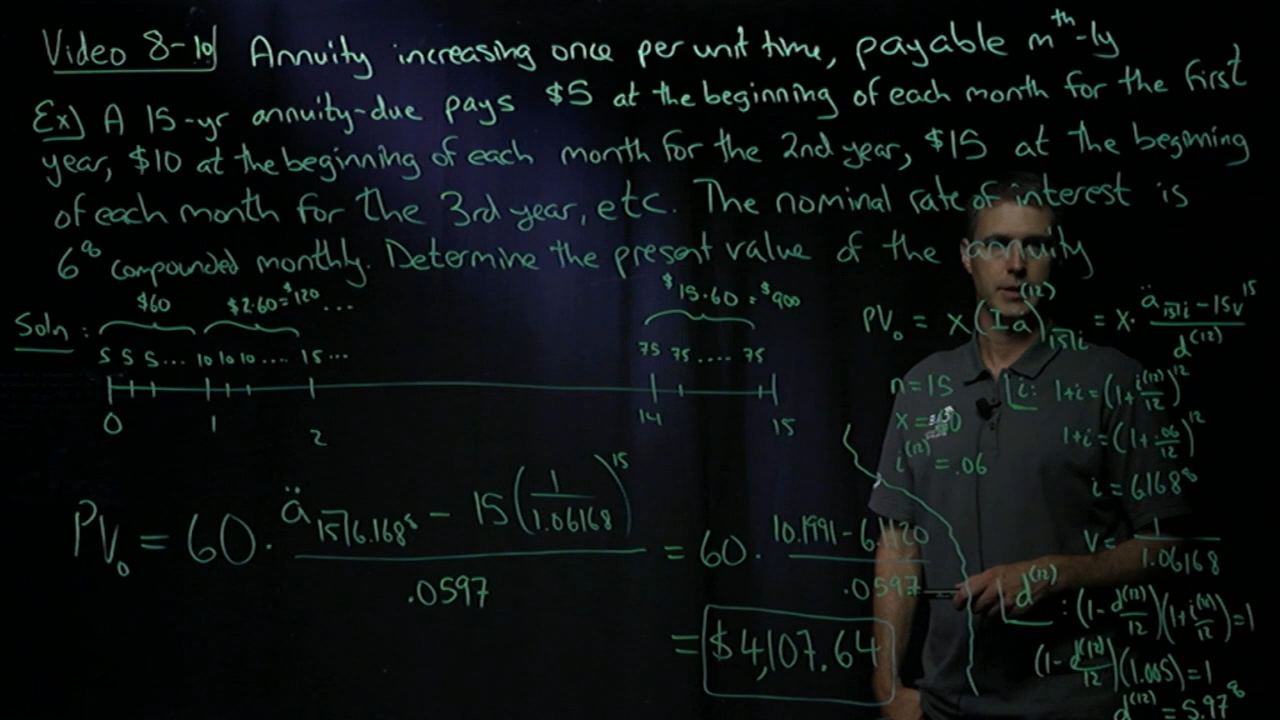 Video 8-10 Annuity increasing once per unit time, payable mᵗʰ-ly
Ex) A 15-yr annuity-due pays $5 at the beginning of each month for the first
year, $10 at the beginning of each month for the 2nd year, $15 at the beginning
of each month for the 3rd year, etc. The nominal rate of interest is
6% compounded monthly. Determine the present value of the annuity
$60 $2·60=$120 ... $15·60=$900
Soln:
5 5 5... 10 10 10.... 15... 75 75.... 75
0 1 2 14 15
PV₀ = X(Iä)⁽¹²⁾ 15|i = X· (ä 15|i − 15v¹⁵) / d⁽¹²⁾
n=15
X=60
i⁽¹²⁾=.06
i: 1+i=(1+i⁽¹²⁾/12)¹²
1+i=(1+.06/12)¹²
i=6.168%
v= 1/1.06168
d⁽¹²⁾: (1-d⁽¹²⁾/12)(1+i⁽¹²⁾/12)=1
(1-d⁽¹²⁾/12)(1.005)=1
d⁽¹²⁾=5.97%
PV₀ = 60· (ä 15|6.168% − 15(1/1.06168)¹⁵) / .0597 = 60· (10.1991−6.1120) / .0597
= $4,107.64